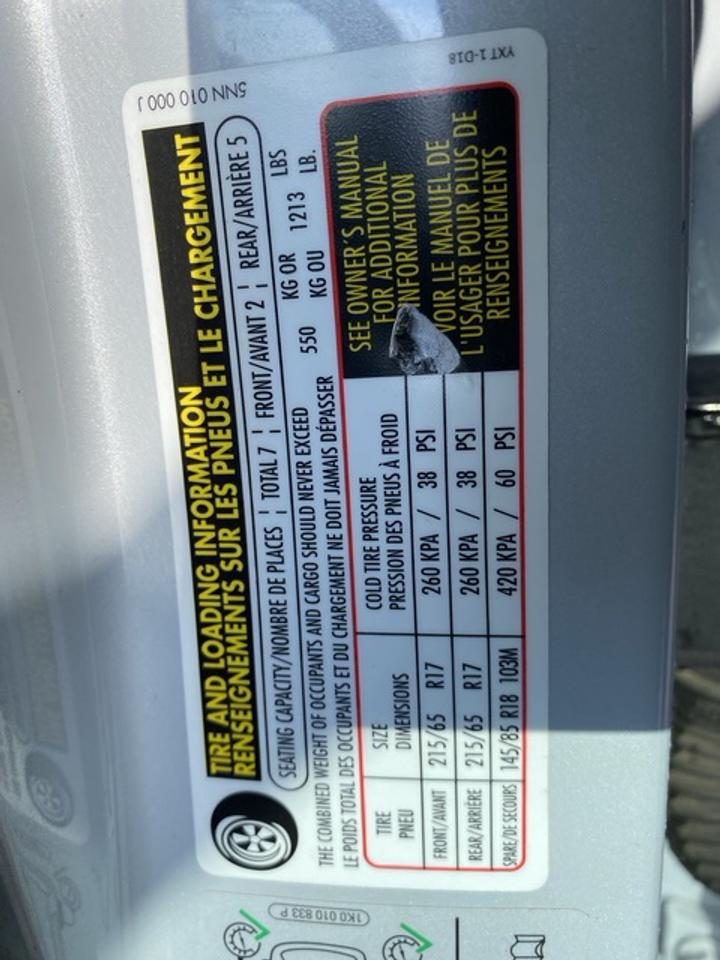 5NN 010 000 J
YXT 1-D18
TIRE AND LOADING INFORMATION
RENSEIGNEMENTS SUR LES PNEUS ET LE CHARGEMENT
SEATING CAPACITY/NOMBRE DE PLACES ¦ TOTAL 7 ¦ FRONT/AVANT 2 ¦ REAR/ARRIÈRE 5
THE COMBINED WEIGHT OF OCCUPANTS AND CARGO SHOULD NEVER EXCEED 550 KG OR 1213 LBS
LE POIDS TOTAL DES OCCUPANTS ET DU CHARGEMENT NE DOIT JAMAIS DÉPASSER KG OU LB.
TIRE SIZE COLD TIRE PRESSURE
PNEU DIMENSIONS PRESSION DES PNEUS À FROID
FRONT/AVANT 215/65 R17 260 KPA / 38 PSI
REAR/ARRIÈRE 215/65 R17 260 KPA / 38 PSI
SPARE/DE SECOURS 145/85 R18 103M 420 KPA / 60 PSI
SEE OWNER'S MANUAL
FOR ADDITIONAL
INFORMATION
VOIR LE MANUEL DE
L'USAGER POUR PLUS DE
RENSEIGNEMENTS
1K0 010 833 P